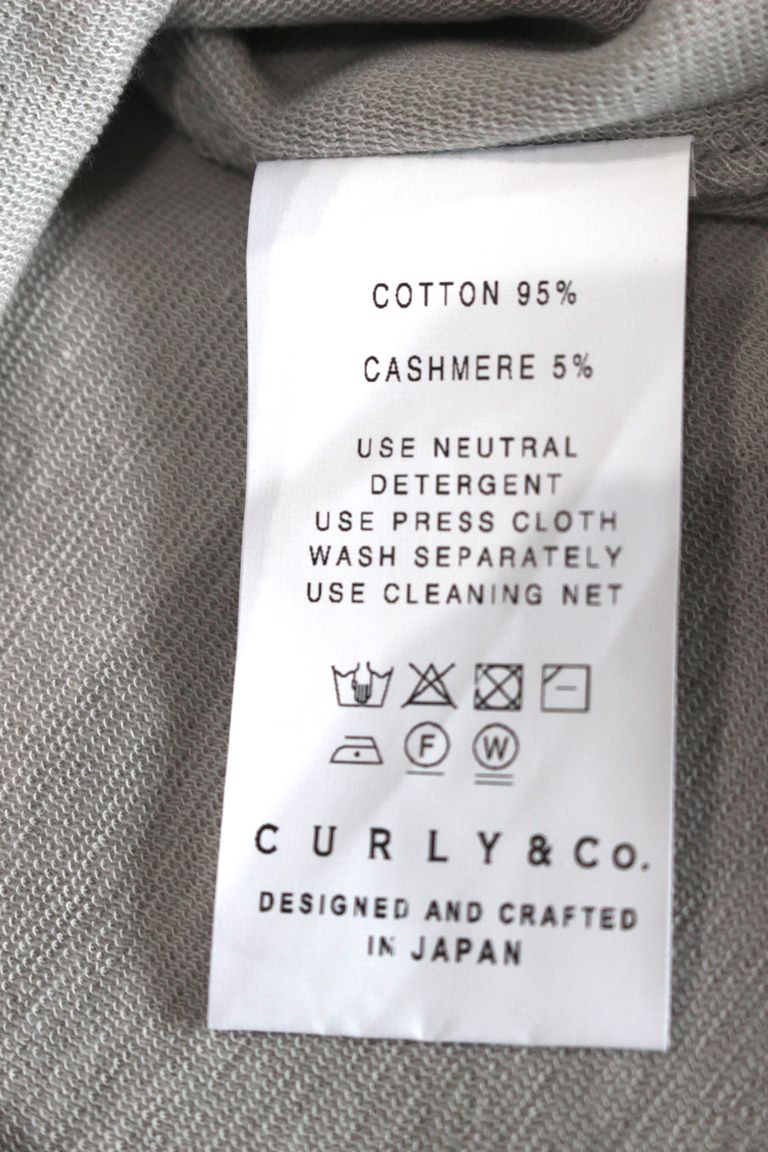 COTTON 95%
CASHMERE 5%
USE NEUTRAL
DETERGENT
USE PRESS CLOTH
WASH SEPARATELY
USE CLEANING NET
F W
CURLY & Co.
DESIGNED AND CRAFTED
IN JAPAN